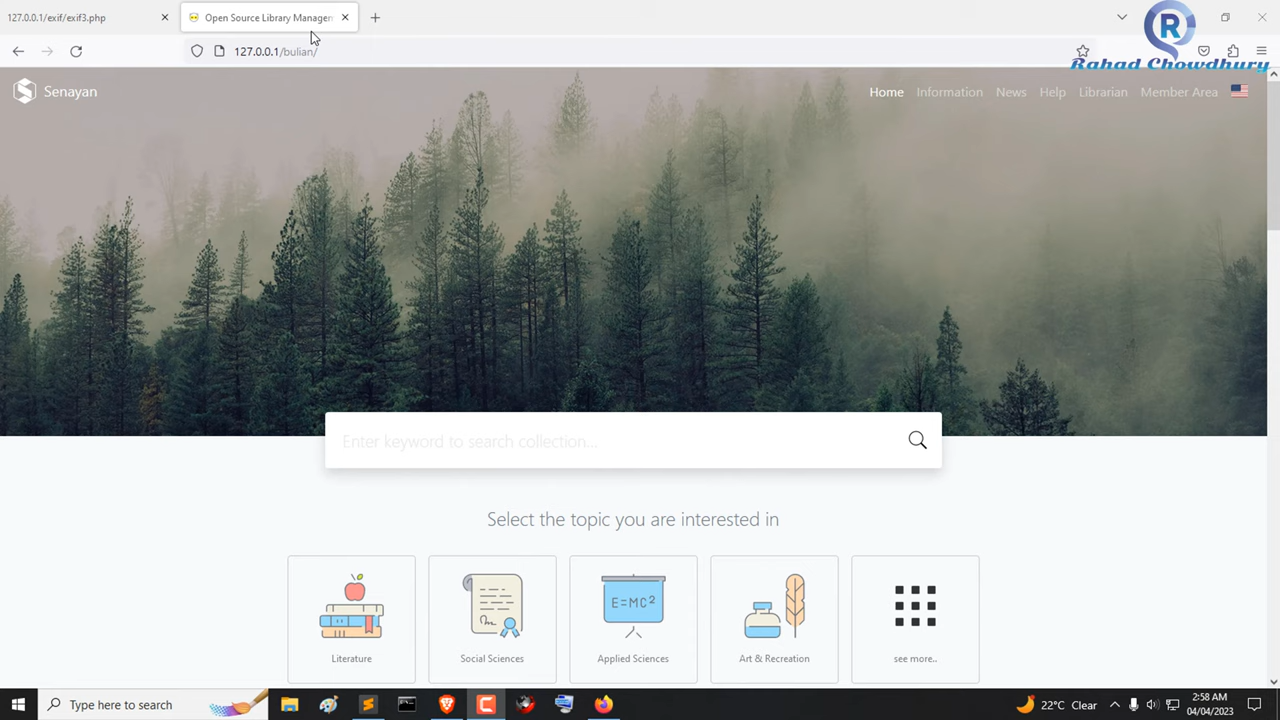 127.0.0.1/exif/exif3.php
Open Source Library Managem
127.0.0.1/bulian/
R
Rahad Chowdhury
Senayan
Home Information News Help Librarian Member Area
Enter keyword to search collection...
Select the topic you are interested in
E=MC²
Literature Social Sciences Applied Sciences Art & Recreation see more..
Type here to search
22°C Clear
2:58 AM
04/04/2023